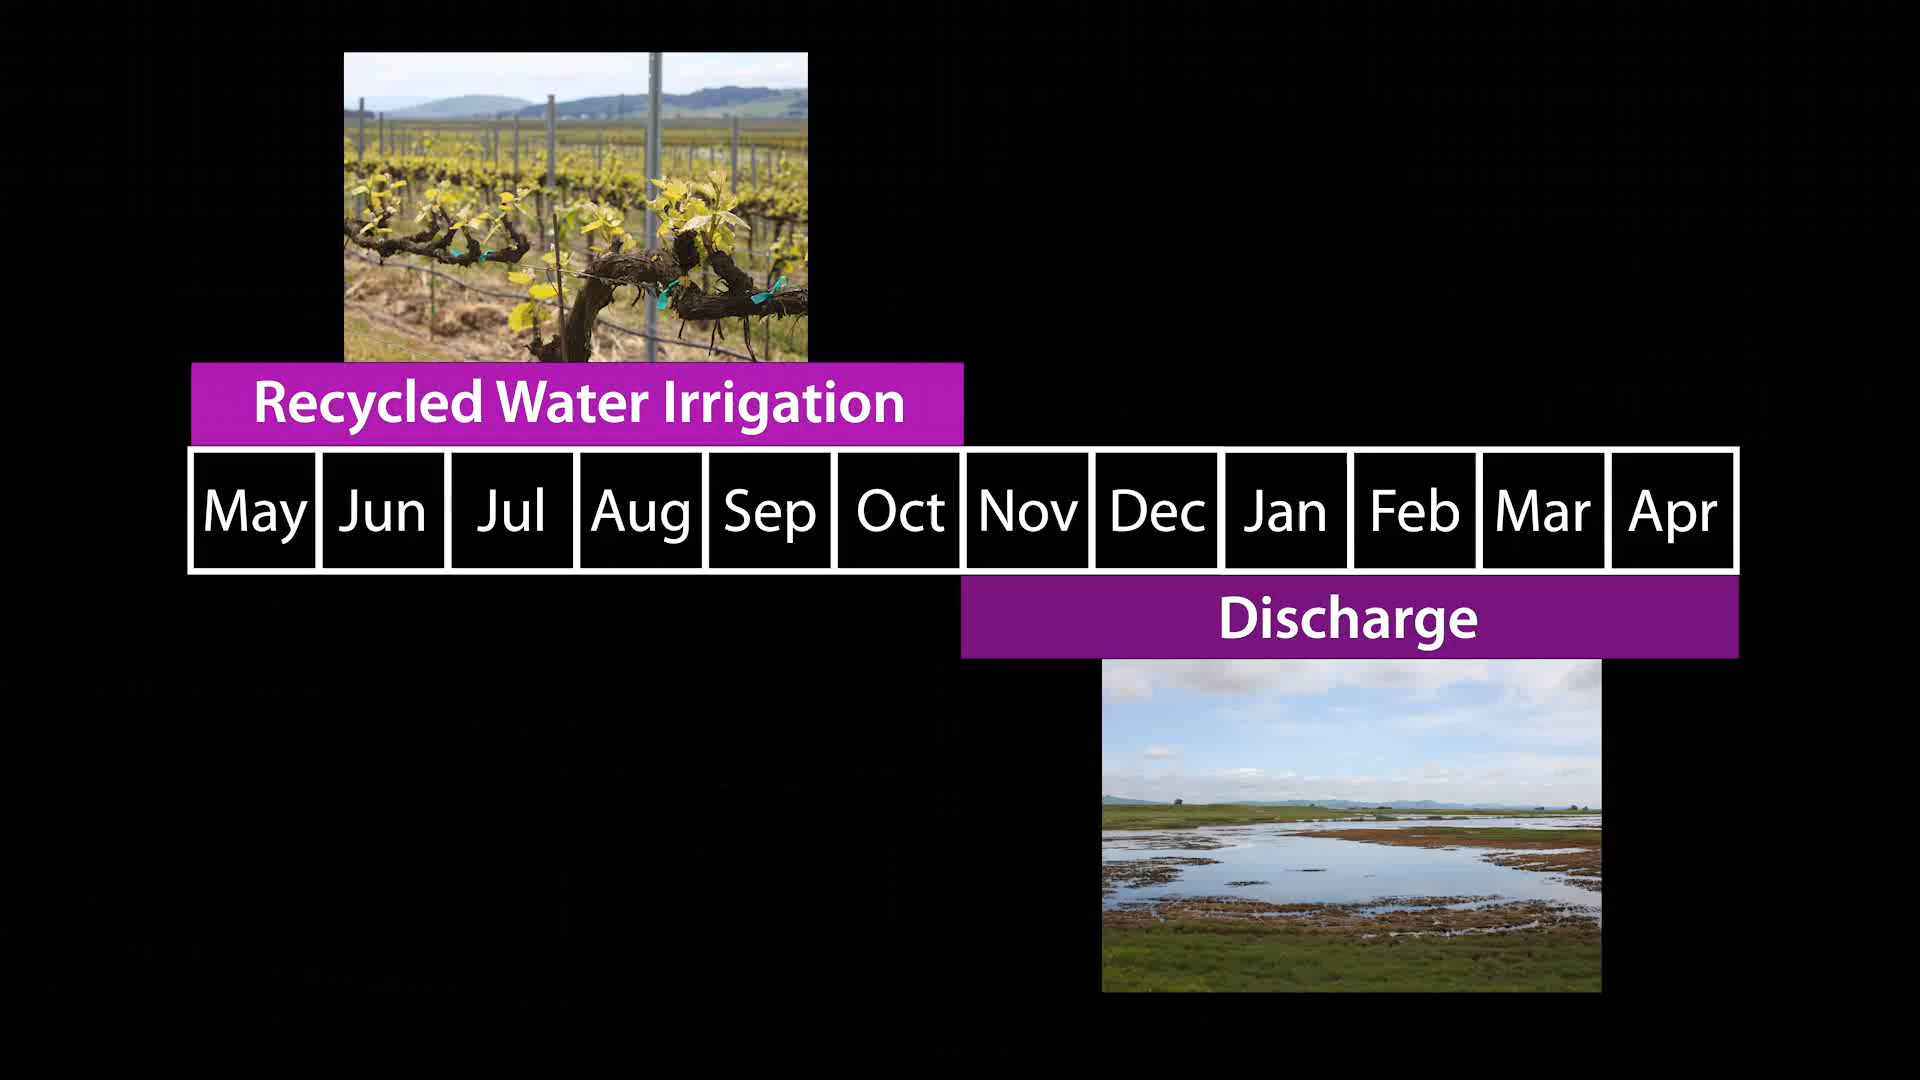 Recycled Water Irrigation
May Jun Jul Aug Sep Oct Nov Dec Jan Feb Mar Apr
Discharge